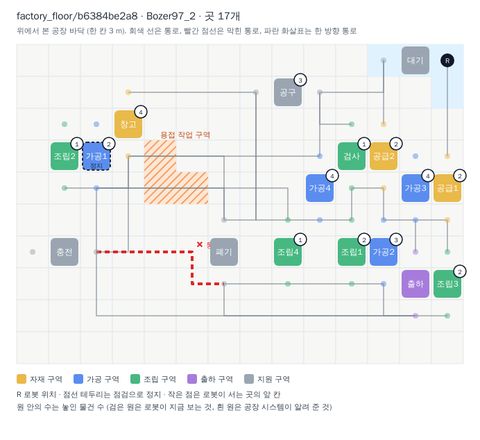 factory_floor/b6384be2a8 · Bozer97_2 · 곳 17개
위에서 본 공장 바닥 (한 칸 3 m). 회색 선은 통로, 빨간 점선은 막힌 통로, 파란 화살표는 한 방향 통로
대기
R
공구 3
창고 4
용접 작업 구역
조립2 1
가공1 2
정지
검사 1
공급2 2
가공4 4
가공3 4
공급1 2
충전
✕
폐기
조립4 1
조립1 2
가공2 3
출하
조립3 2
자재 구역
가공 구역
조립 구역
출하 구역
지원 구역
R 로봇 위치 · 점선 테두리는 점검으로 정지 · 작은 점은 로봇이 서는 곳의 앞 칸
원 안의 수는 놓인 물건 수 (검은 원은 로봇이 지금 보는 것, 흰 원은 공장 시스템이 알려 준 것)